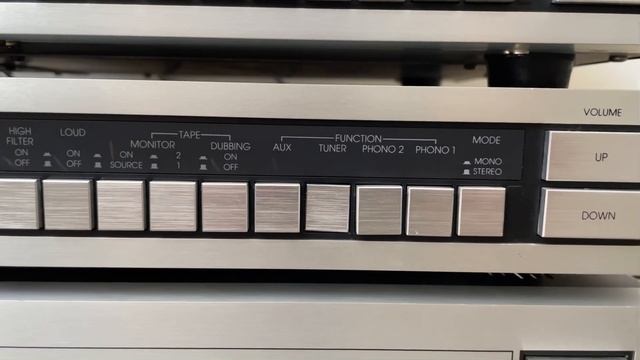 VOLUME
HIGH FILTER
ON
OFF
LOUD
ON
OFF
TAPE
MONITOR
ON
SOURCE
2
1
DUBBING
ON
OFF
FUNCTION
AUX TUNER PHONO 2 PHONO 1
MODE
MONO
STEREO
UP
DOWN